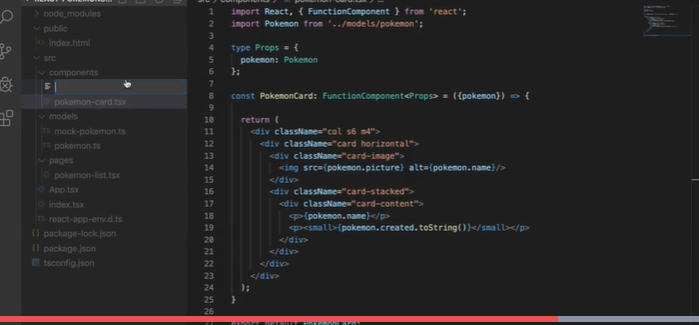 node_modules
public
index.html
src
components
pokemon-card.tsx
models
mock-pokemon.ts
pokemon.ts
pages
pokemon-list.tsx
App.tsx
index.tsx
react-app-env.d.ts
package-lock.json
package.json
tsconfig.json
1 import React, { FunctionComponent } from 'react';
2 import Pokemon from '../models/pokemon';
3
4 type Props = {
5 pokemon: Pokemon
6 };
7
8 const PokemonCard: FunctionComponent<Props> = ({pokemon}) => {
9
10 return (
11 <div className="col s6 m4">
12 <div className="card horizontal">
13 <div className="card-image">
14 <img src={pokemon.picture} alt={pokemon.name}/>
15 </div>
16 <div className="card-stacked">
17 <div className="card-content">
18 <p>{pokemon.name}</p>
19 <p><small>{pokemon.created.toString()}</small></p>
20 </div>
21 </div>
22 </div>
23 </div>
24 );
25 }
26
27 export default PokemonCard;